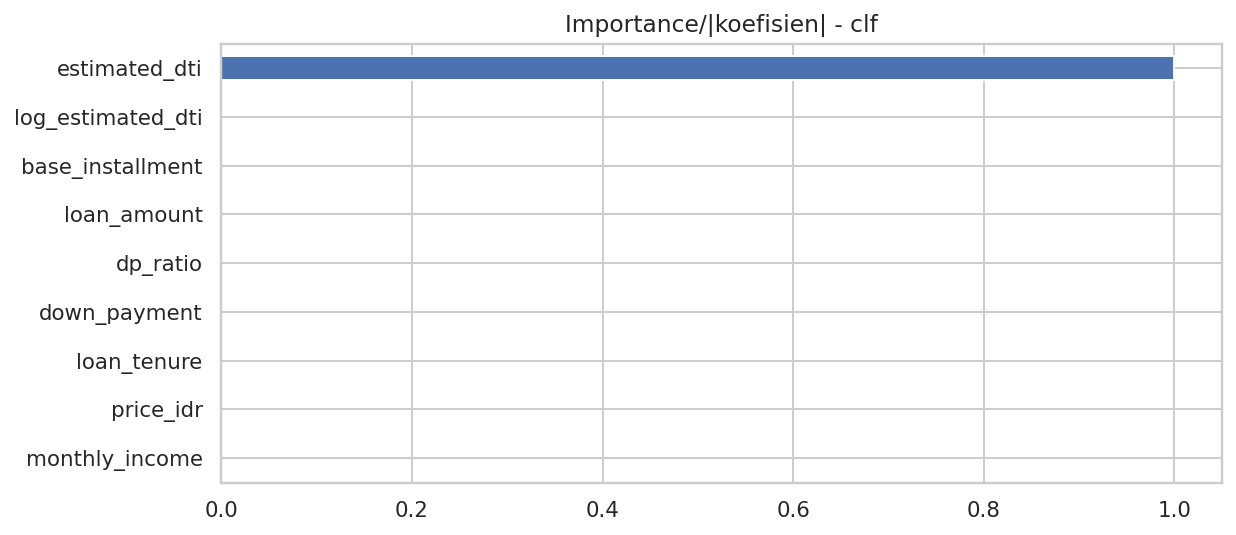 Importance/|koefisien| - clf
estimated_dti
log_estimated_dti
base_installment
loan_amount
dp_ratio
down_payment
loan_tenure
price_idr
monthly_income
0.0 0.2 0.4 0.6 0.8 1.0